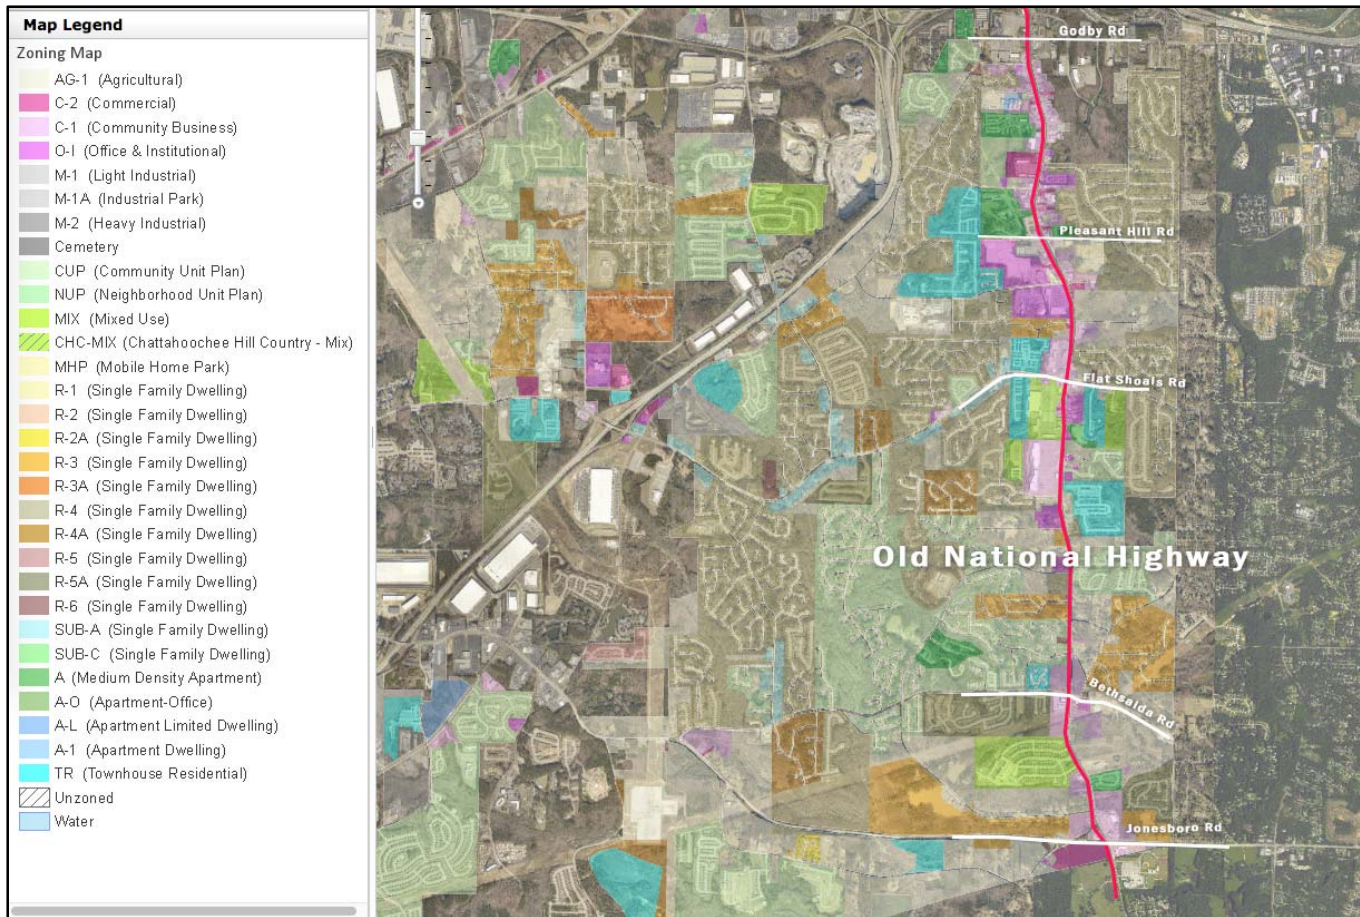 Map Legend
Zoning Map
AG-1 (Agricultural)
C-2 (Commercial)
C-1 (Community Business)
O-I (Office & Institutional)
M-1 (Light Industrial)
M-1A (Industrial Park)
M-2 (Heavy Industrial)
Cemetery
CUP (Community Unit Plan)
NUP (Neighborhood Unit Plan)
MIX (Mixed Use)
CHC-MIX (Chattahoochee Hill Country - Mix)
MHP (Mobile Home Park)
R-1 (Single Family Dwelling)
R-2 (Single Family Dwelling)
R-2A (Single Family Dwelling)
R-3 (Single Family Dwelling)
R-3A (Single Family Dwelling)
R-4 (Single Family Dwelling)
R-4A (Single Family Dwelling)
R-5 (Single Family Dwelling)
R-5A (Single Family Dwelling)
R-6 (Single Family Dwelling)
SUB-A (Single Family Dwelling)
SUB-C (Single Family Dwelling)
A (Medium Density Apartment)
A-O (Apartment-Office)
A-L (Apartment Limited Dwelling)
A-1 (Apartment Dwelling)
TR (Townhouse Residential)
Unzoned
Water
Godby Rd
Pleasant Hill Rd
Flat Shoals Rd
Old National Highway
Bethsaida Rd
Jonesboro Rd